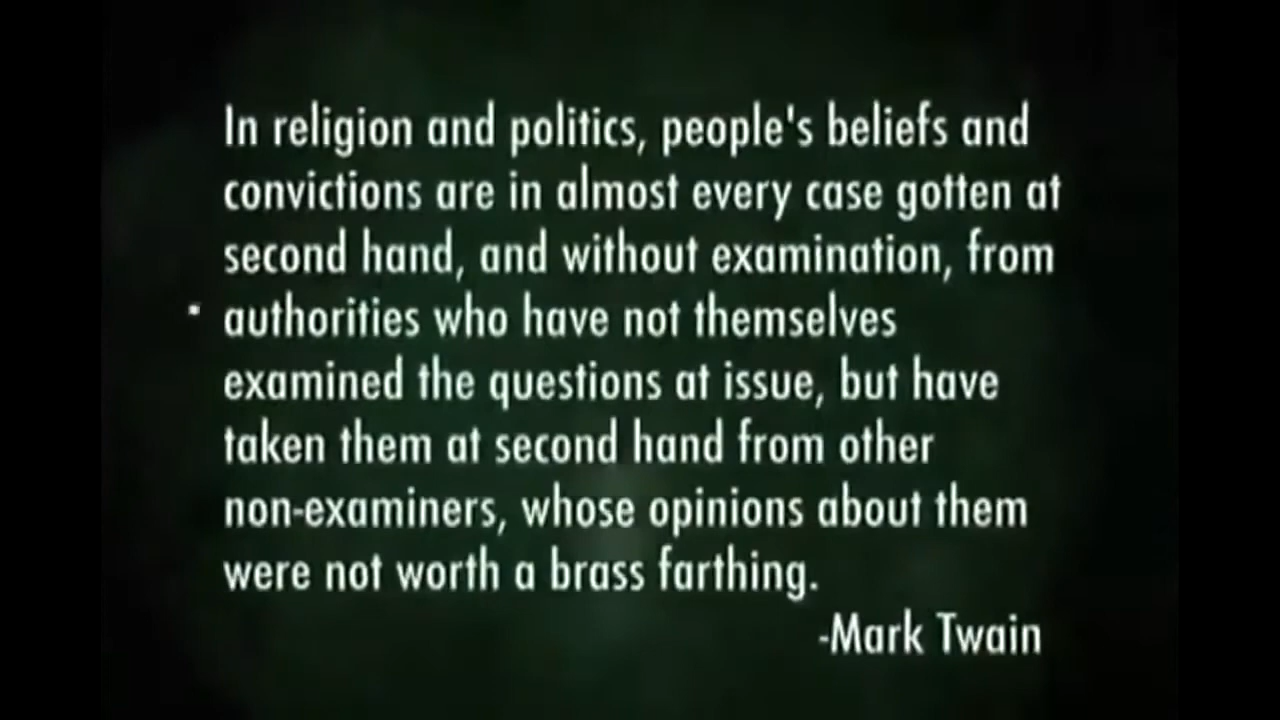 In religion and politics, people's beliefs and
convictions are in almost every case gotten at
second hand, and without examination, from
authorities who have not themselves
examined the questions at issue, but have
taken them at second hand from other
non-examiners, whose opinions about them
were not worth a brass farthing.
-Mark Twain